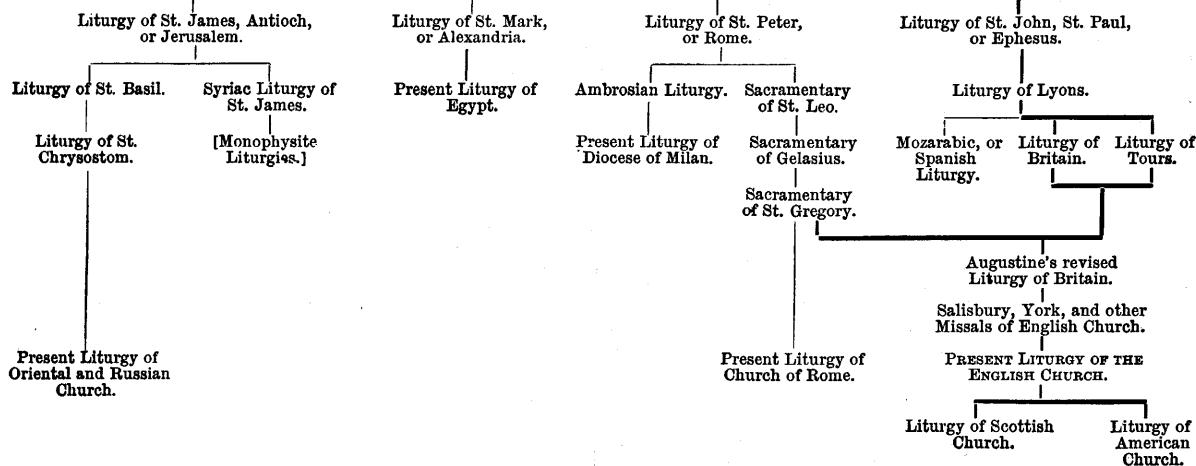 Liturgy of St. James, Antioch,
or Jerusalem.
Liturgy of St. Mark,
or Alexandria.
Liturgy of St. Peter,
or Rome.
Liturgy of St. John, St. Paul,
or Ephesus.
Liturgy of St. Basil.
Syriac Liturgy of
St. James.
Present Liturgy of
Egypt.
Ambrosian Liturgy.
Sacramentary
of St. Leo.
Liturgy of Lyons.
Liturgy of St.
Chrysostom.
[Monophysite
Liturgies.]
Present Liturgy of
Diocese of Milan.
Sacramentary
of Gelasius.
Mozarabic, or
Spanish
Liturgy.
Liturgy of
Britain.
Liturgy of
Tours.
Sacramentary
of St. Gregory.
Augustine's revised
Liturgy of Britain.
Salisbury, York, and other
Missals of English Church.
Present Liturgy of
Oriental and Russian
Church.
Present Liturgy of
Church of Rome.
PRESENT LITURGY OF THE
ENGLISH CHURCH.
Liturgy of Scottish
Church.
Liturgy of
American
Church.